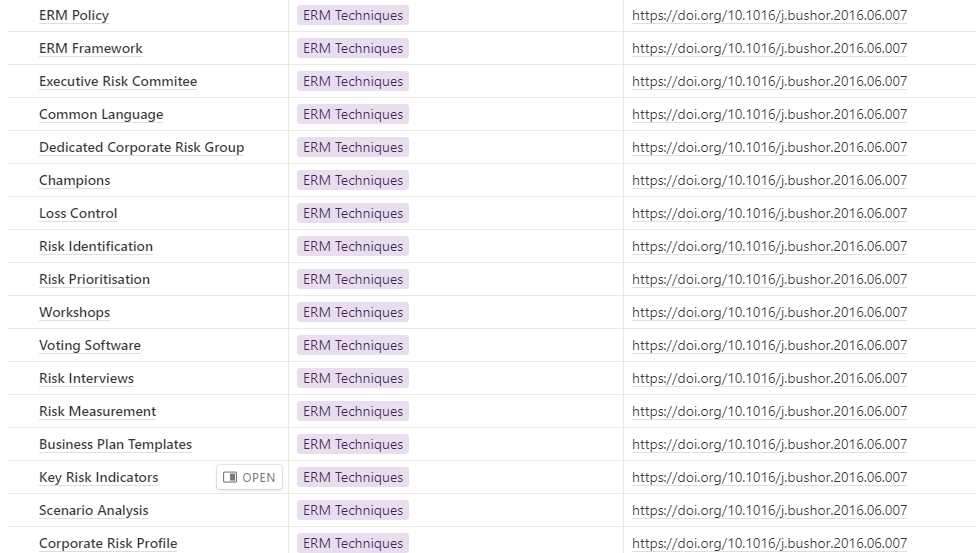 ERM Policy ERM Techniques https://doi.org/10.1016/j.bushor.2016.06.007
ERM Framework ERM Techniques https://doi.org/10.1016/j.bushor.2016.06.007
Executive Risk Commitee ERM Techniques https://doi.org/10.1016/j.bushor.2016.06.007
Common Language ERM Techniques https://doi.org/10.1016/j.bushor.2016.06.007
Dedicated Corporate Risk Group ERM Techniques https://doi.org/10.1016/j.bushor.2016.06.007
Champions ERM Techniques https://doi.org/10.1016/j.bushor.2016.06.007
Loss Control ERM Techniques https://doi.org/10.1016/j.bushor.2016.06.007
Risk Identification ERM Techniques https://doi.org/10.1016/j.bushor.2016.06.007
Risk Prioritisation ERM Techniques https://doi.org/10.1016/j.bushor.2016.06.007
Workshops ERM Techniques https://doi.org/10.1016/j.bushor.2016.06.007
Voting Software ERM Techniques https://doi.org/10.1016/j.bushor.2016.06.007
Risk Interviews ERM Techniques https://doi.org/10.1016/j.bushor.2016.06.007
Risk Measurement ERM Techniques https://doi.org/10.1016/j.bushor.2016.06.007
Business Plan Templates ERM Techniques https://doi.org/10.1016/j.bushor.2016.06.007
Key Risk Indicators OPEN ERM Techniques https://doi.org/10.1016/j.bushor.2016.06.007
Scenario Analysis ERM Techniques https://doi.org/10.1016/j.bushor.2016.06.007
Corporate Risk Profile ERM Techniques https://doi.org/10.1016/j.bushor.2016.06.007